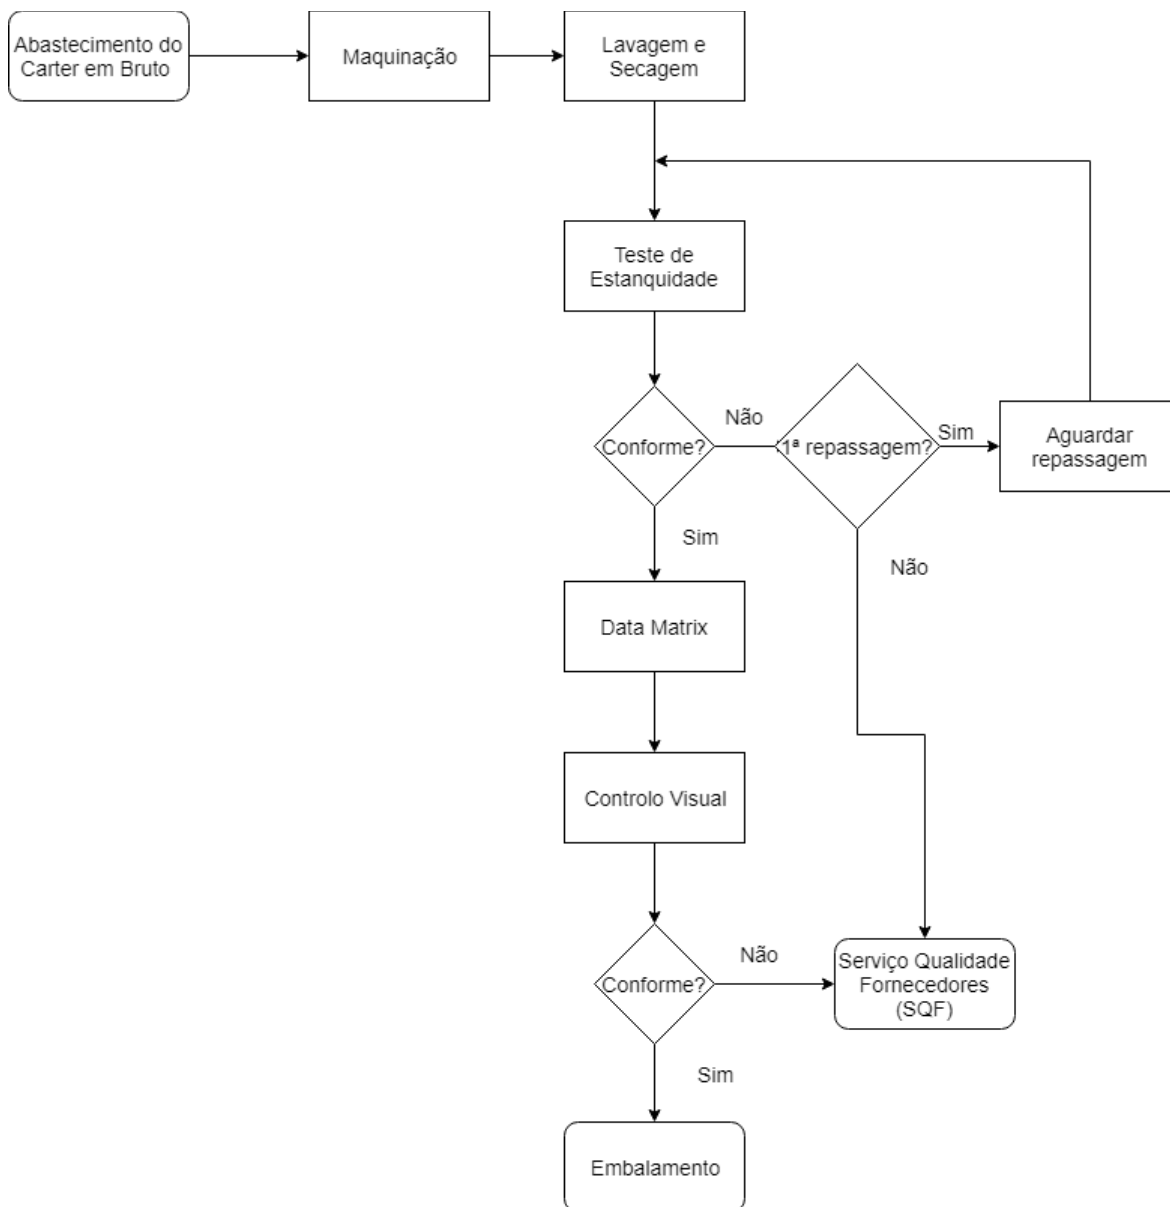 Abastecimento do
Carter em Bruto
Maquinação
Lavagem e
Secagem
Teste de
Estanquidade
Conforme?
Não
1ª repassagem?
Sim
Aguardar
repassagem
Sim
Não
Data Matrix
Controlo Visual
Conforme?
Não
Serviço Qualidade
Fornecedores
(SQF)
Sim
Embalamento